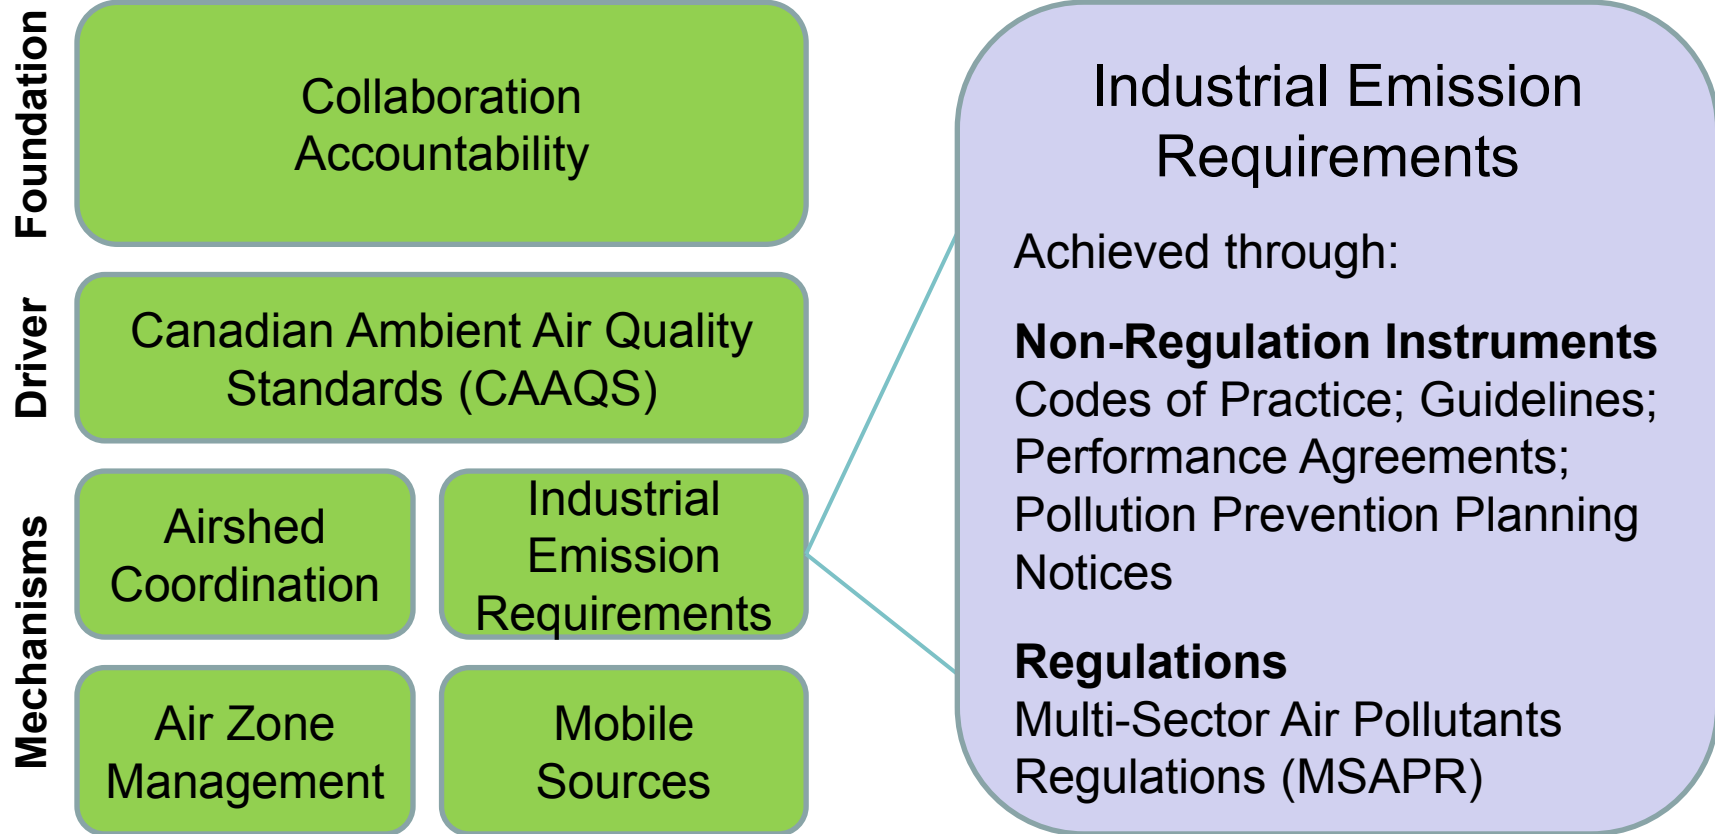 Foundation
Collaboration
Accountability
Driver
Canadian Ambient Air Quality
Standards (CAAQS)
Mechanisms
Airshed
Coordination
Industrial
Emission
Requirements
Air Zone
Management
Mobile
Sources
Industrial Emission
Requirements
Achieved through:
Non-Regulation Instruments
Codes of Practice; Guidelines;
Performance Agreements;
Pollution Prevention Planning
Notices
Regulations
Multi-Sector Air Pollutants
Regulations (MSAPR)